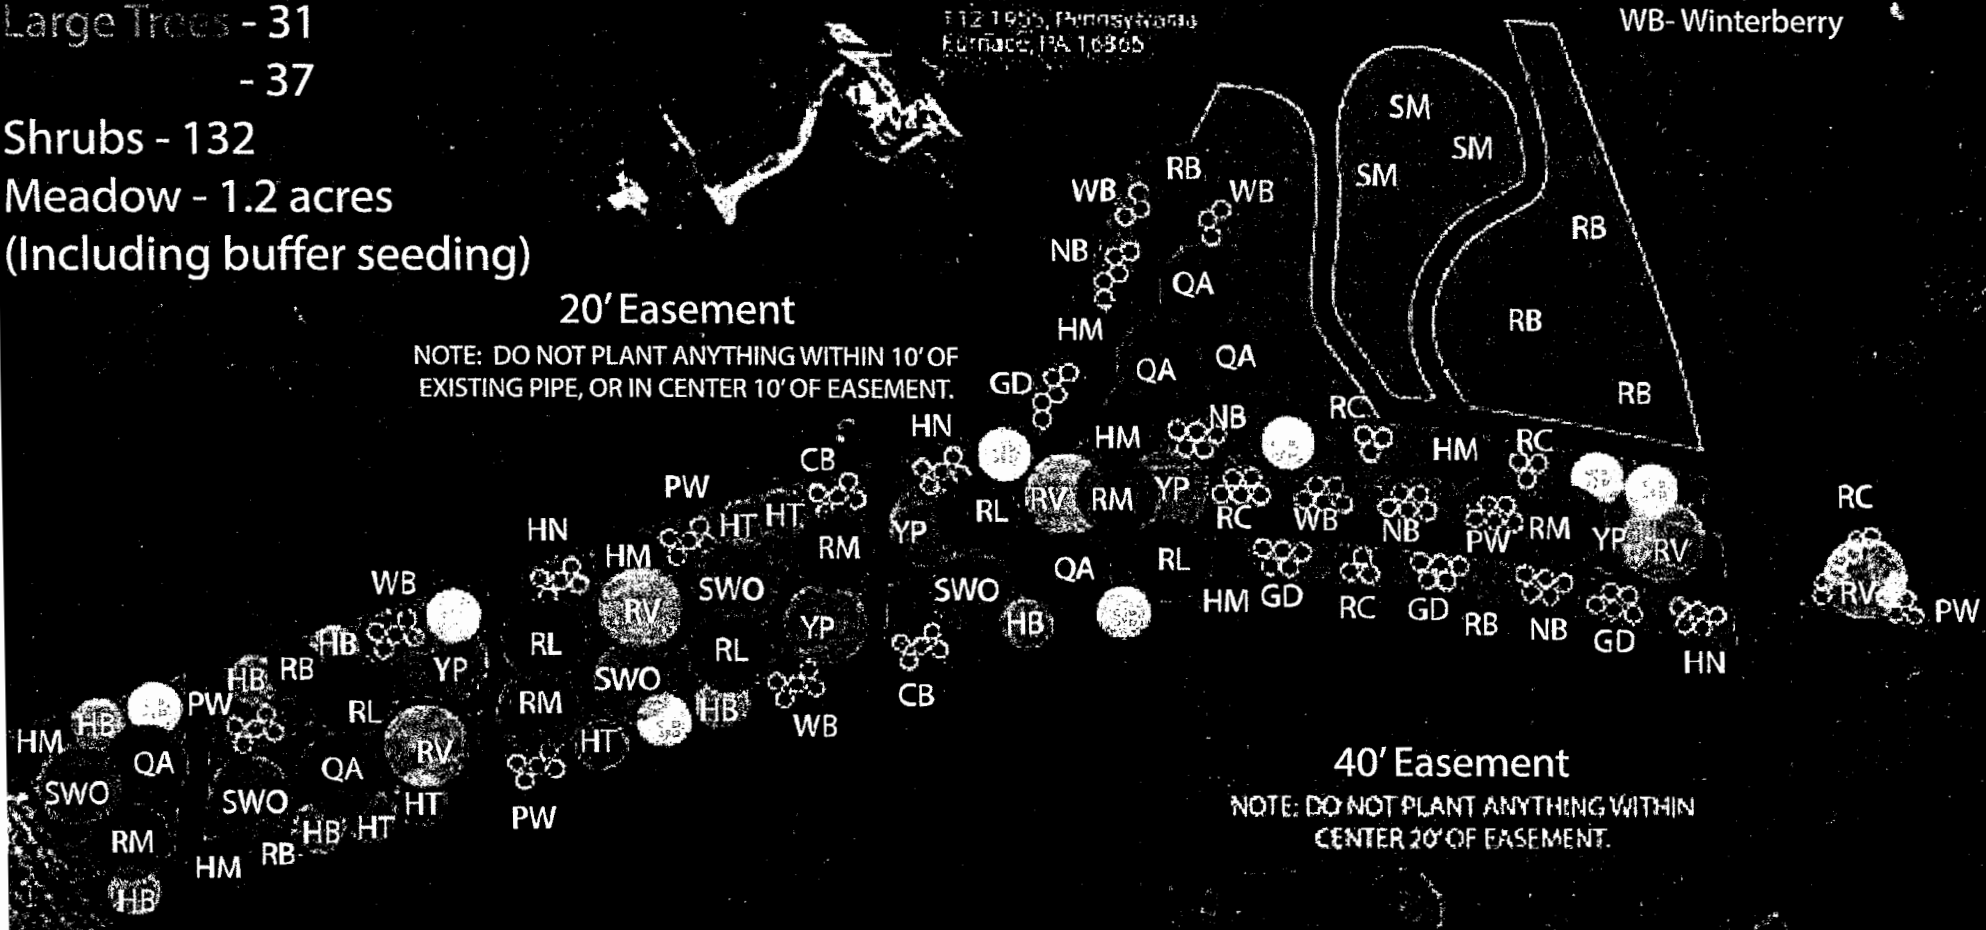 Large Trees - 31
- 37
Shrubs - 132
Meadow - 1.2 acres
(Including buffer seeding)
Furnace, PA 16865
WB- Winterberry
20' Easement
NOTE: DO NOT PLANT ANYTHING WITHIN 10' OF
EXISTING PIPE, OR IN CENTER 10' OF EASEMENT.
SM
SM
SM
RB
WB
WB
NB
RB
QA
HM
RB
QA
QA
GD
RB
RC
HN
HM
NB
HM
RC
CB
PW
RV
RM
YP
RL
RC
WB
NB
PW
RM
YP
RV
RC
RV
PW
HN
HM
HT
HT
RM
YP
WB
RV
SWO
SWO
QA
RL
HM
GD
RC
GD
RB
NB
GD
HN
HB
HB
RB
YP
RL
RL
YP
HB
CB
HB
PW
SWO
RM
HB
WB
HM
QA
RL
RV
HT
SWO
SWO
QA
HT
PW
RM
HM
RB
HB
HT
HB
40' Easement
NOTE: DO NOT PLANT ANYTHING WITHIN
CENTER 20' OF EASEMENT.